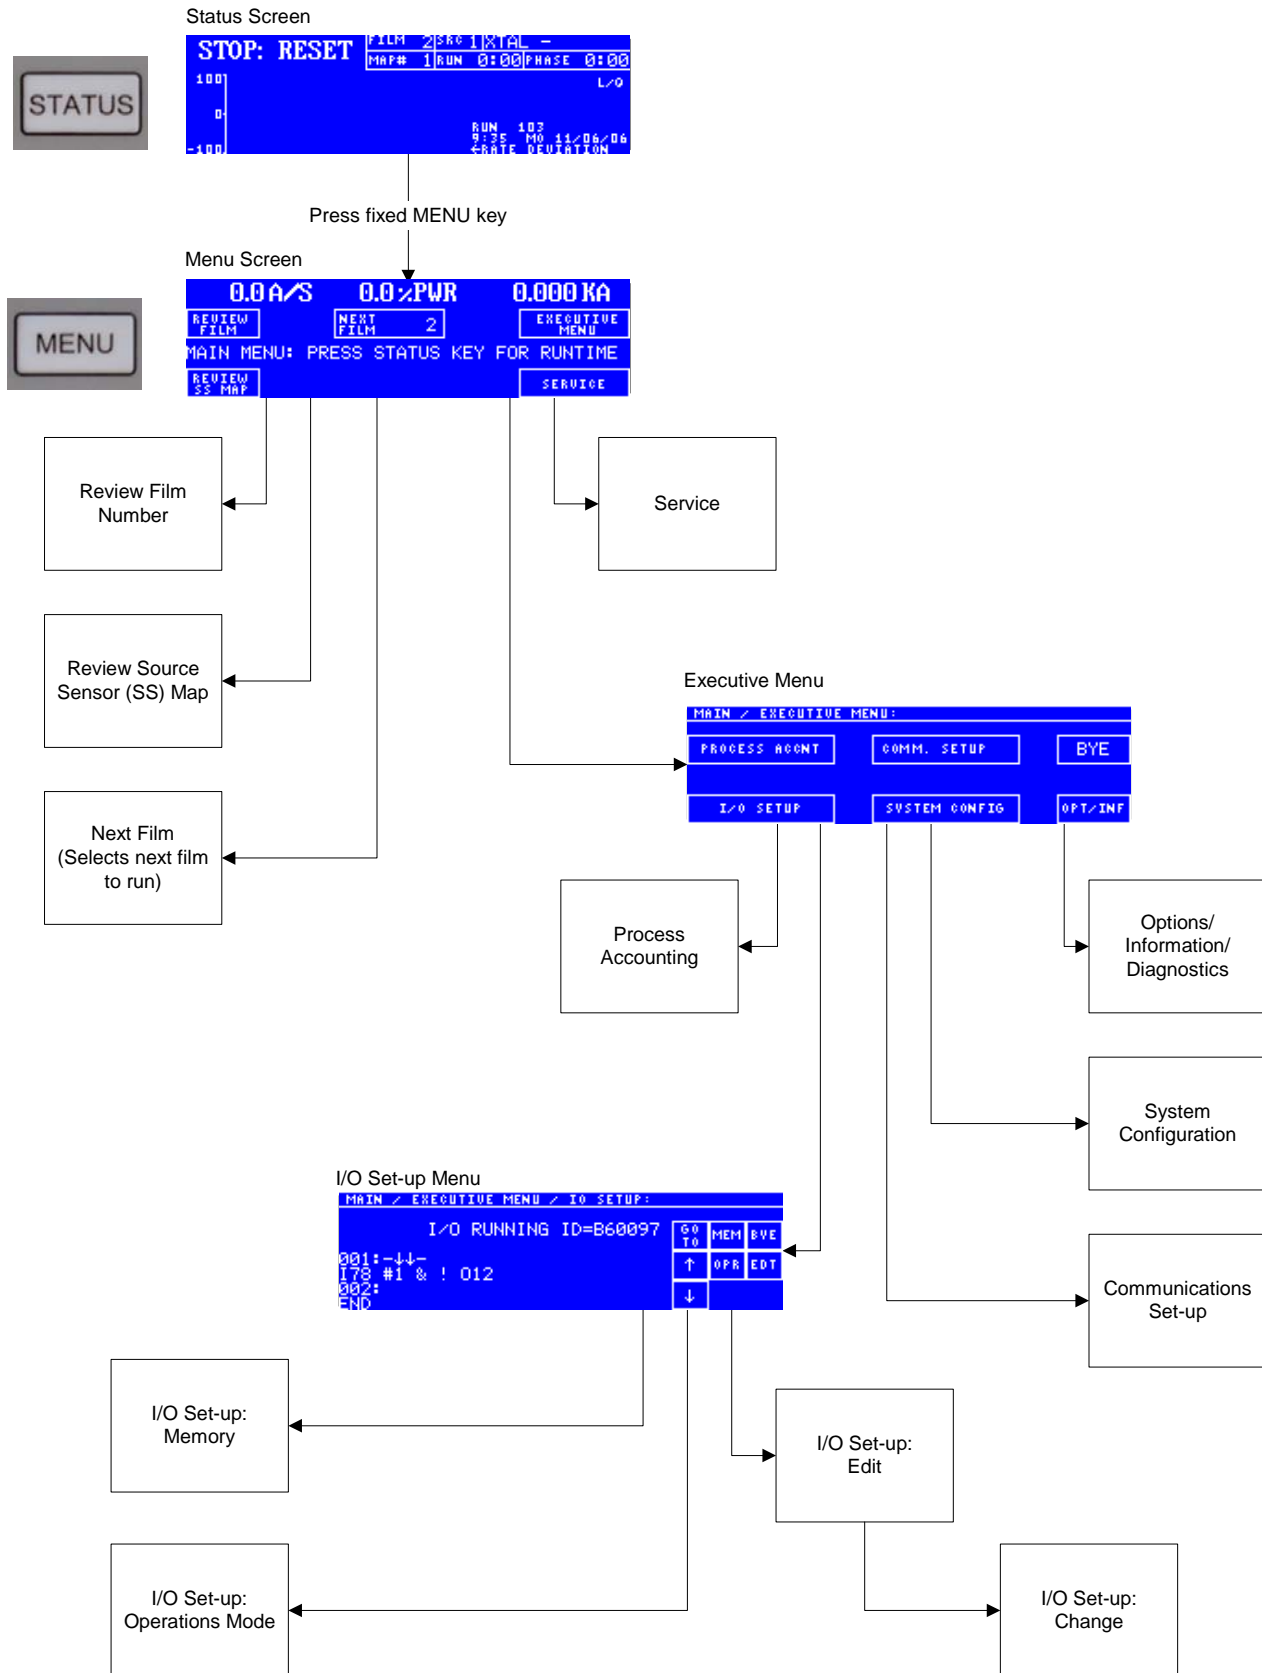 Status Screen
STATUS
STOP: RESET
FILM 2 SRC 1 XTAL -
MAP# 1 RUN 0:00 PHASE 0:00
100
L/Q
0
RUN 103
9:35 MO 11/06/06
-100
←RATE DEVIATION
Press fixed MENU key
Menu Screen
MENU
0.0 A/S 0.0 %PWR 0.000 KA
REVIEW
FILM
NEXT
FILM 2
EXECUTIVE
MENU
MAIN MENU: PRESS STATUS KEY FOR RUNTIME
REVIEW
SS MAP
SERVICE
Review Film
Number
Service
Review Source
Sensor (SS) Map
Next Film
(Selects next film
to run)
Executive Menu
MAIN / EXECUTIVE MENU:
PROCESS ACCNT
COMM. SETUP
BYE
I/O SETUP
SYSTEM CONFIG
OPT/INF
Process
Accounting
Options/
Information/
Diagnostics
System
Configuration
Communications
Set-up
I/O Set-up Menu
MAIN / EXECUTIVE MENU / IO SETUP:
I/O RUNNING ID=B60097
GO
TO
MEM
BYE
001:-↓↓-
I78 #1 & ! O12
↑
OPR
EDT
002:
END
↓
I/O Set-up:
Memory
I/O Set-up:
Edit
I/O Set-up:
Operations Mode
I/O Set-up:
Change